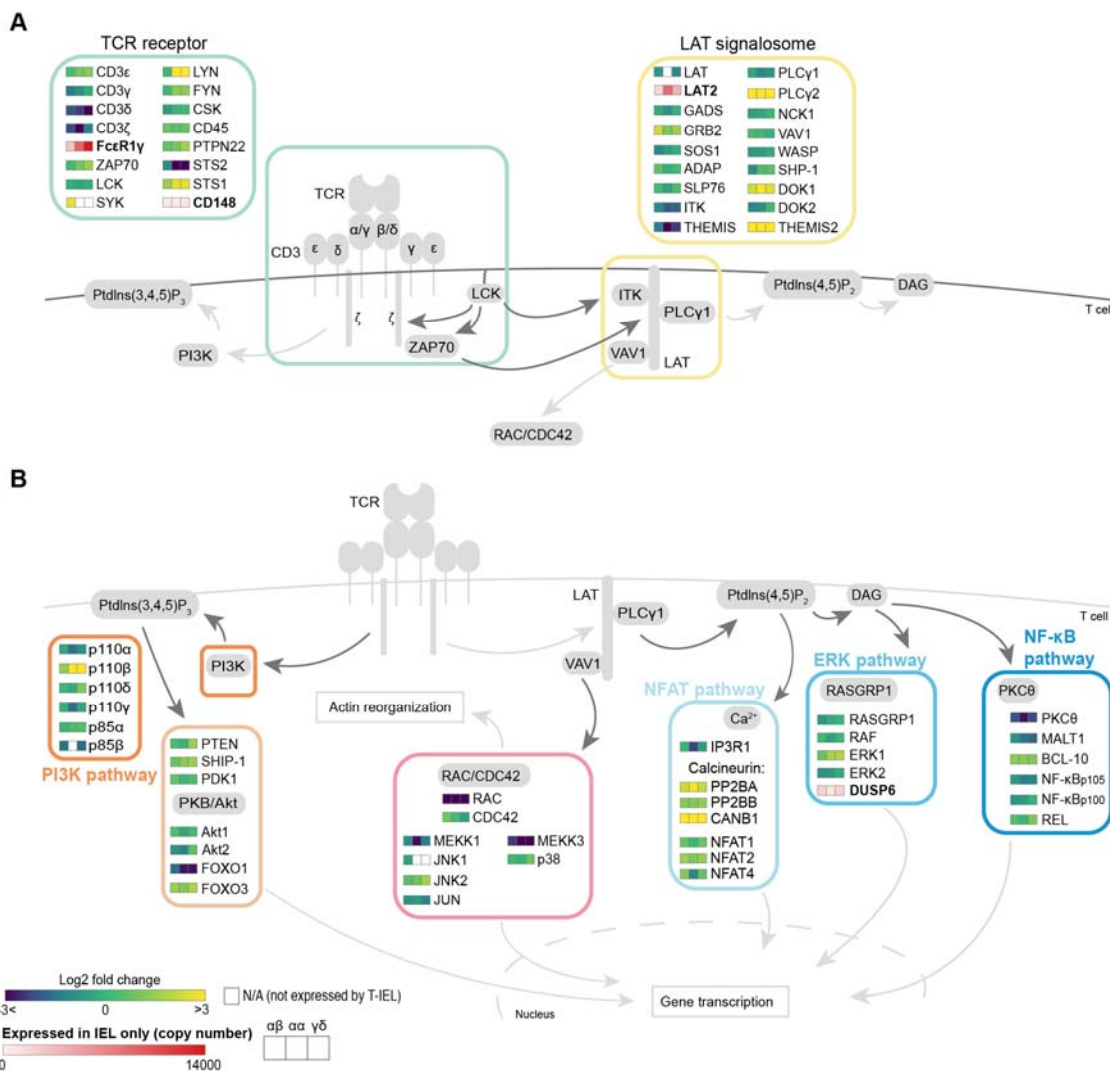 A
TCR receptor
CD3ε
CD3γ
CD3δ
CD3ζ
FcεR1γ
ZAP70
LCK
SYK
LYN
FYN
CSK
CD45
PTPN22
STS2
STS1
CD148
LAT signalosome
LAT
LAT2
GADS
GRB2
SOS1
ADAP
SLP76
ITK
THEMIS
PLCγ1
PLCγ2
NCK1
VAV1
WASP
SHP-1
DOK1
DOK2
THEMIS2
TCR
α/γ β/δ
CD3 ε δ γ ε
ζ ζ
LCK
ZAP70
PtdIns(3,4,5)P3
PI3K
ITK
PLCγ1
VAV1
LAT
RAC/CDC42
PtdIns(4,5)P2
DAG
T cel
B
TCR
PtdIns(3,4,5)P3
PI3K
p110α
p110β
p110δ
p110γ
p85α
p85β
PI3K pathway
PTEN
SHIP-1
PDK1
PKB/Akt
Akt1
Akt2
FOXO1
FOXO3
Actin reorganization
LAT
PLCγ1
VAV1
RAC/CDC42
RAC
CDC42
MEKK1
JNK1
JNK2
JUN
MEKK3
p38
PtdIns(4,5)P2
DAG
T cell
NFAT pathway
Ca2+
IP3R1
Calcineurin:
PP2BA
PP2BB
CANB1
NFAT1
NFAT2
NFAT4
ERK pathway
RASGRP1
RASGRP1
RAF
ERK1
ERK2
DUSP6
NF-κB
pathway
PKCθ
PKCθ
MALT1
BCL-10
NF-κBp105
NF-κBp100
REL
Nucleus
Gene transcription
Log2 fold change
-3< 0 >3
N/A (not expressed by T-IEL)
Expressed in IEL only (copy number)
0 14000
αβ αα γδ